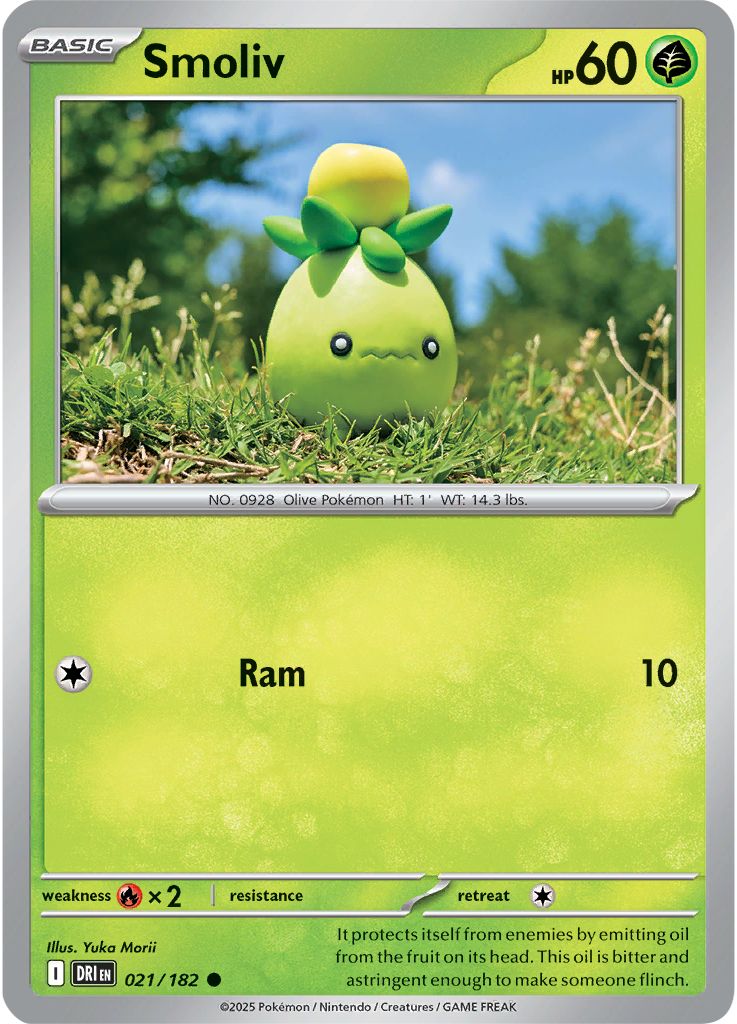 BASIC
Smoliv
HP 60
NO. 0928 Olive Pokémon HT: 1' WT: 14.3 lbs.
Ram 10
weakness ×2 resistance retreat
Illus. Yuka Morii
I DRI EN 021/182
It protects itself from enemies by emitting oil
from the fruit on its head. This oil is bitter and
astringent enough to make someone flinch.
©2025 Pokémon / Nintendo / Creatures / GAME FREAK